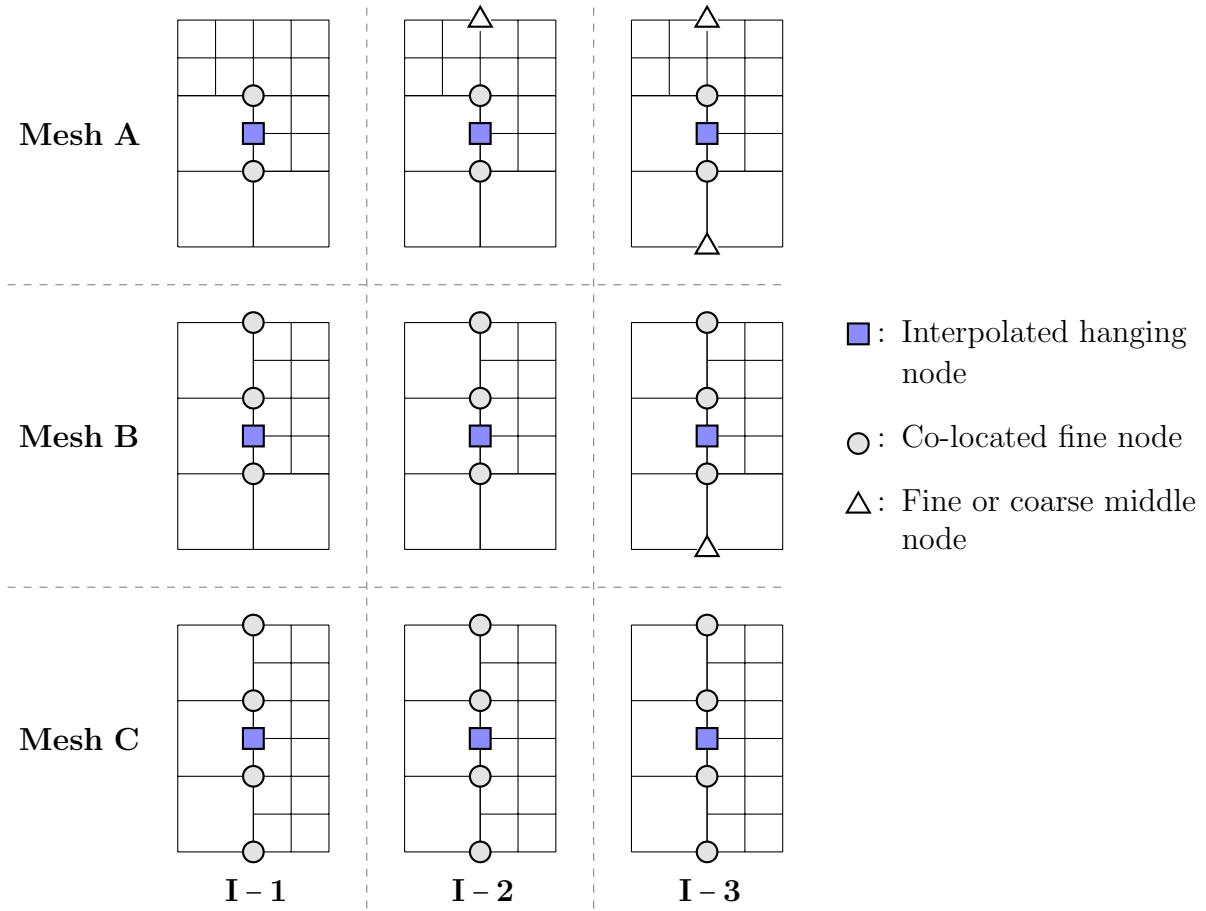 Mesh A
Mesh B
Mesh C
I – 1
I – 2
I – 3
: Interpolated hanging
node
: Co-located fine node
: Fine or coarse middle
node